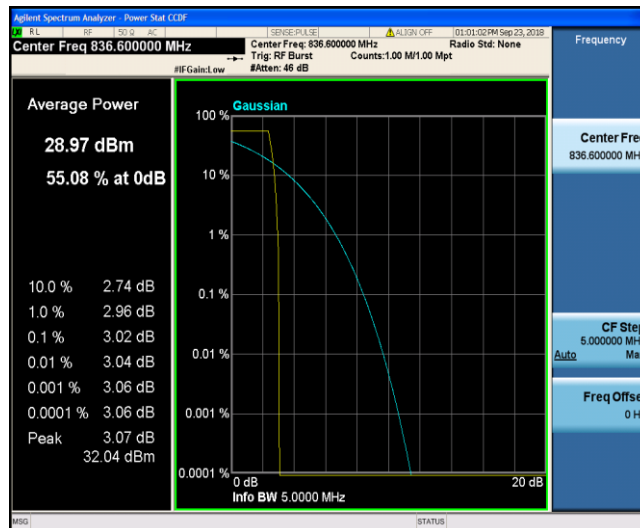 Agilent Spectrum Analyzer - Power Stat CCDF
RL RF 50 Ω AC SENSE:PULSE ALIGN OFF 01:01:02 PM Sep 23, 2018
Center Freq 836.600000 MHz
Center Freq: 836.600000 MHz Radio Std: None
Trig: RF Burst Counts:1.00 M/1.00 Mpt
#IFGain:Low #Atten: 46 dB
Frequency
Average Power
28.97 dBm
55.08 % at 0dB
10.0 % 2.74 dB
1.0 % 2.96 dB
0.1 % 3.02 dB
0.01 % 3.04 dB
0.001 % 3.06 dB
0.0001 % 3.06 dB
Peak 3.07 dB
32.04 dBm
Gaussian
100 %
10 %
1 %
0.1 %
0.01 %
0.001 %
0.0001 %
0 dB 20 dB
Info BW 5.0000 MHz
Center Fre
836.600000 MH
CF Step
5.000000 MH
Auto Ma
Freq Offse
0 H
MSG STATUS